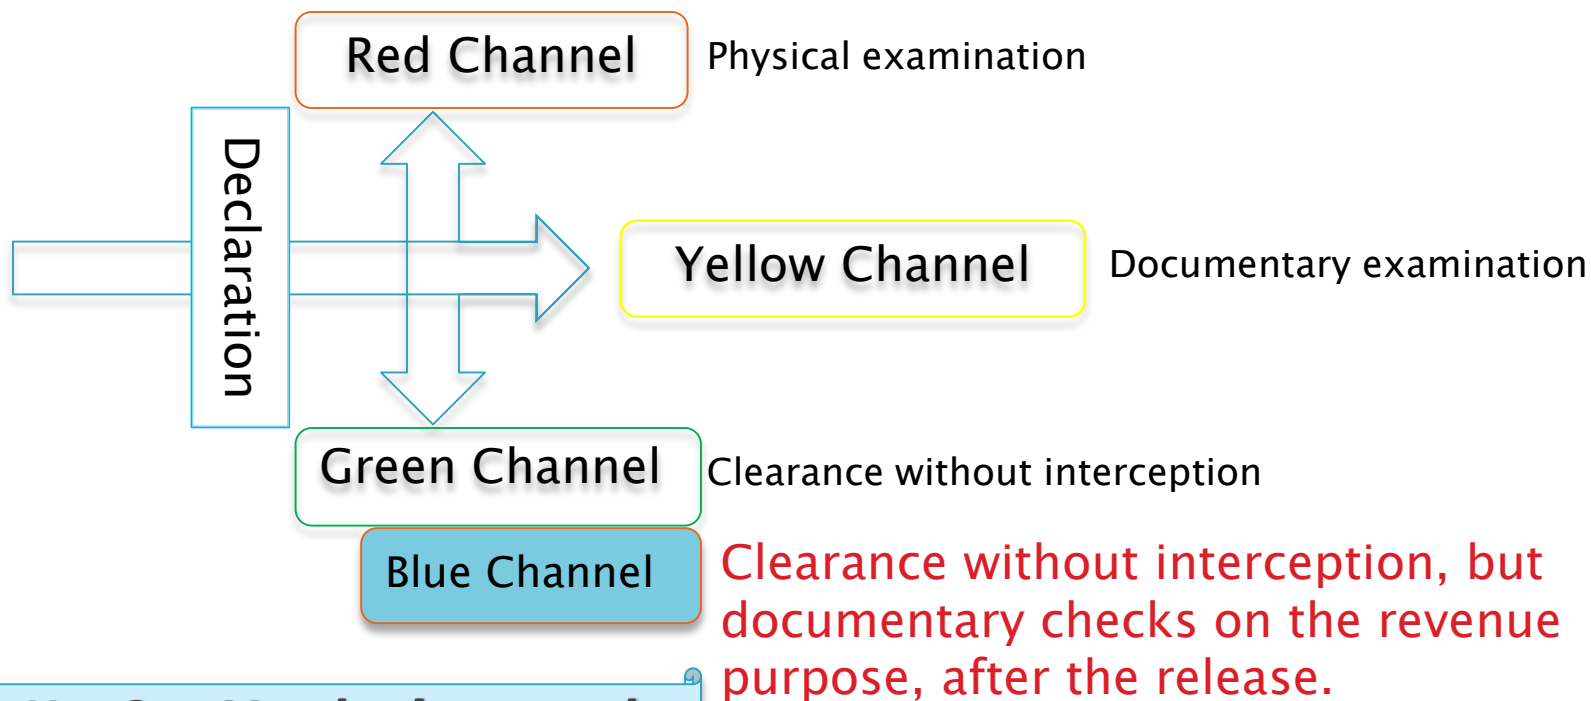 Red Channel
Physical examination
Declaration
Yellow Channel
Documentary examination
Green Channel
Clearance without interception
Blue Channel
Clearance without interception, but
documentary checks on the revenue
purpose, after the release.